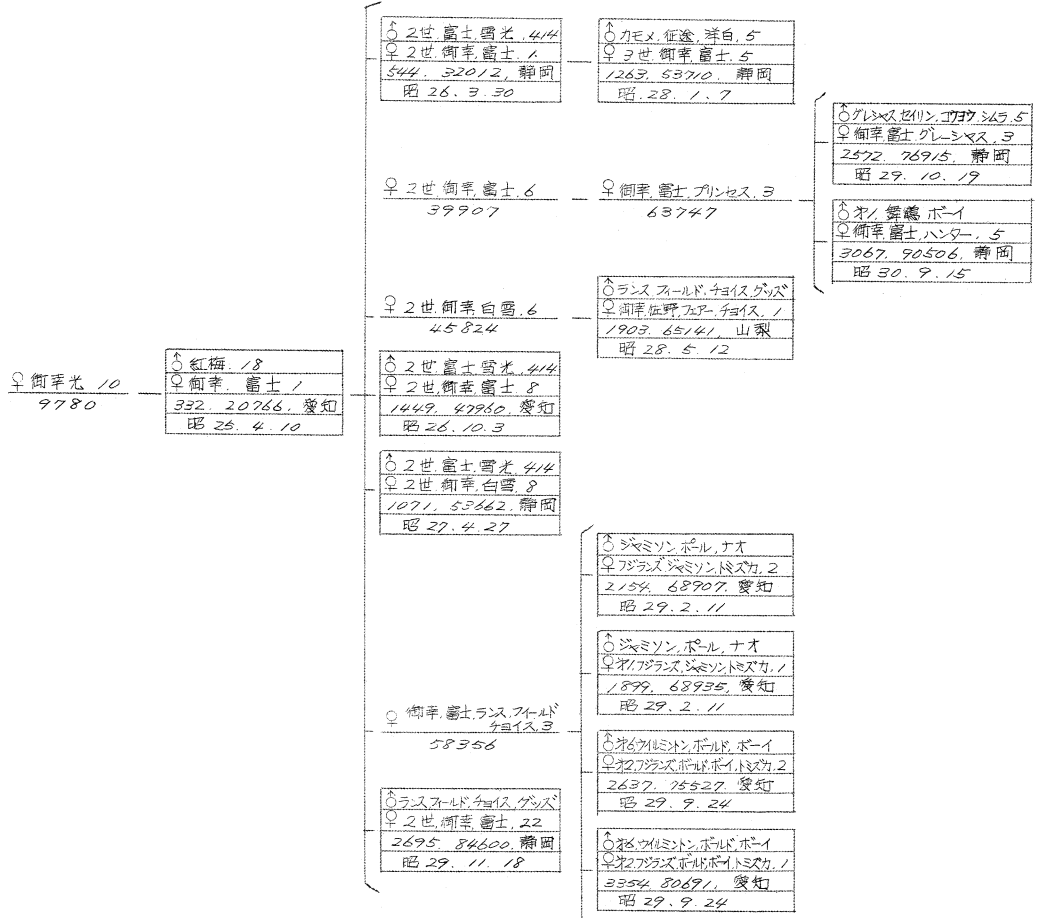 ♀御幸光 10
9780
♂紅梅. 18
♀御幸. 富士 1
332. 20766. 愛知
昭 25. 4. 10
♂2世.富士.雪光.414
♀2世.御幸.富士.1.
544. 32012, 静岡
昭 26. 3. 30
♂カモメ,征途,洋白,5
♀3世.御幸,富士.5
1263. 53710. 静岡
昭. 28. 1. 7
♀2世.御幸,富士.6
39907
♀御幸,富士,プリンセス,3
63747
♂グレシャス,セイリン,コウヨウ,シムラ.5
♀御幸,富士,グレーシャス,3
2572. 76915, 静岡
昭 29. 10. 19
♂才1,舞鶴,ボーイ
♀御幸,富士,ハンター.5
3067. 90506, 静岡
昭 30. 9. 15
♀2世.御幸.白雪.6
45824
♂ランス,フィールド,チョイス,グッズ
♀御幸,佐野,フェアー,チョイス,1
1903. 65141, 山梨
昭 28. 5. 12
♂2世.富士雪光.414
♀2世,御幸富士 8
1449. 47960. 愛知
昭 26. 10. 3
♂2世.富士.雪光.414
♀2世.御幸,白雪.8
1071. 53662. 静岡
昭 27. 4. 27
♀御幸,富士,ランス,フィールド
チョイス,3
58356
♂ジャミソン,ポール,ナオ
♀フジランズ,ジャミソン,トミズカ,2
2154. 68907. 愛知
昭 29. 2. 11
♂ジャミソン,ポール,ナオ
♀才1,フジランズ,ジャミソン,トミズカ,1
1899. 68935, 愛知
昭 29. 2. 11
♂才6,ウイルミントン,ボールド,ボーイ
♀才2,フジランズ,ボールド,ボーイ,トミズカ,2
2637. 75527. 愛知
昭 29. 9. 24
♂才6,ウイルミントン,ボールド,ボーイ
♀才2,フジランズ,ボールド,ボーイ,トミズカ,1
3354. 80691, 愛知
昭 29. 9. 24
♂ランス,フィールド,チョイス,グッズ
♀2世,御幸,富士,22
2695. 84600. 静岡
昭 29. 11. 18